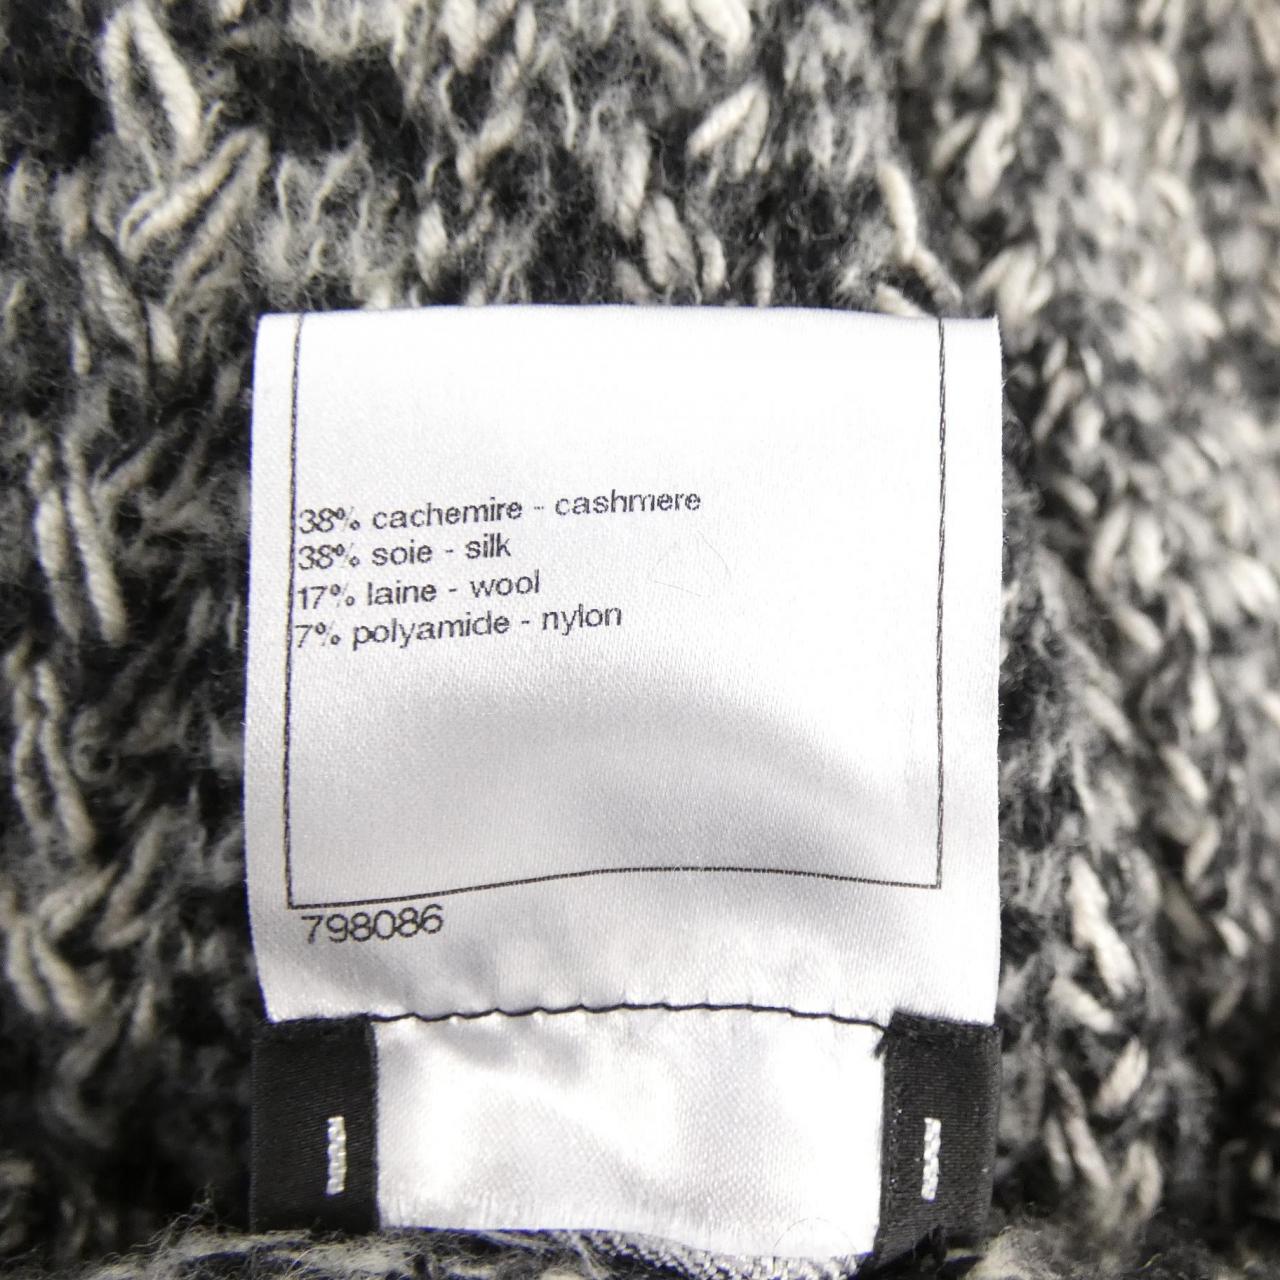 38% cachemire - cashmere
38% soie - silk
17% laine - wool
7% polyamide - nylon
798086